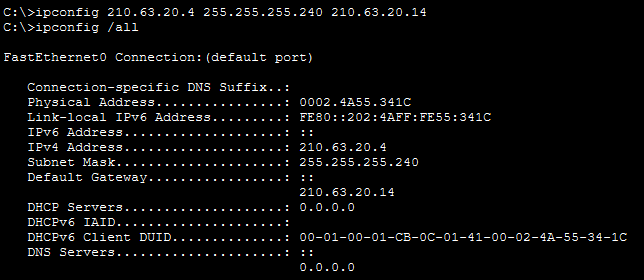 C:\>ipconfig 210.63.20.4 255.255.255.240 210.63.20.14
C:\>ipconfig /all
FastEthernet0 Connection:(default port)
Connection-specific DNS Suffix..:
Physical Address................: 0002.4A55.341C
Link-local IPv6 Address.........: FE80::202:4AFF:FE55:341C
IPv6 Address....................: ::
IPv4 Address....................: 210.63.20.4
Subnet Mask.....................: 255.255.255.240
Default Gateway.................: ::
210.63.20.14
DHCP Servers....................: 0.0.0.0
DHCPv6 IAID.....................:
DHCPv6 Client DUID..............: 00-01-00-01-CB-0C-01-41-00-02-4A-55-34-1C
DNS Servers.....................: ::
0.0.0.0